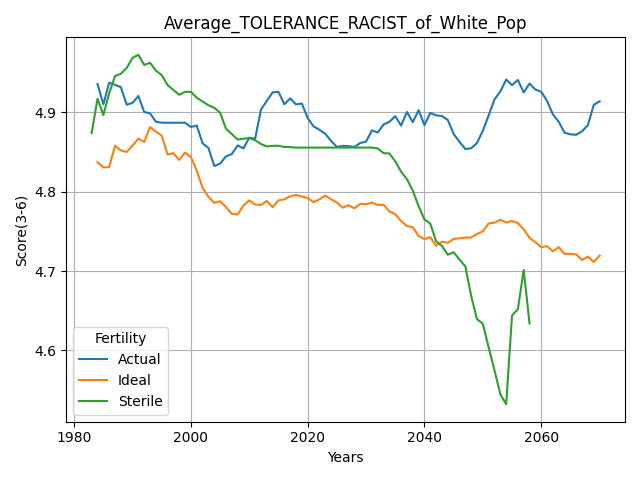 Average_TOLERANCE_RACIST_of_White_Pop
Score(3-6)
4.9
4.8
4.7
4.6
Fertility
Actual
Ideal
Sterile
1980
2000
2020
2040
2060
Years